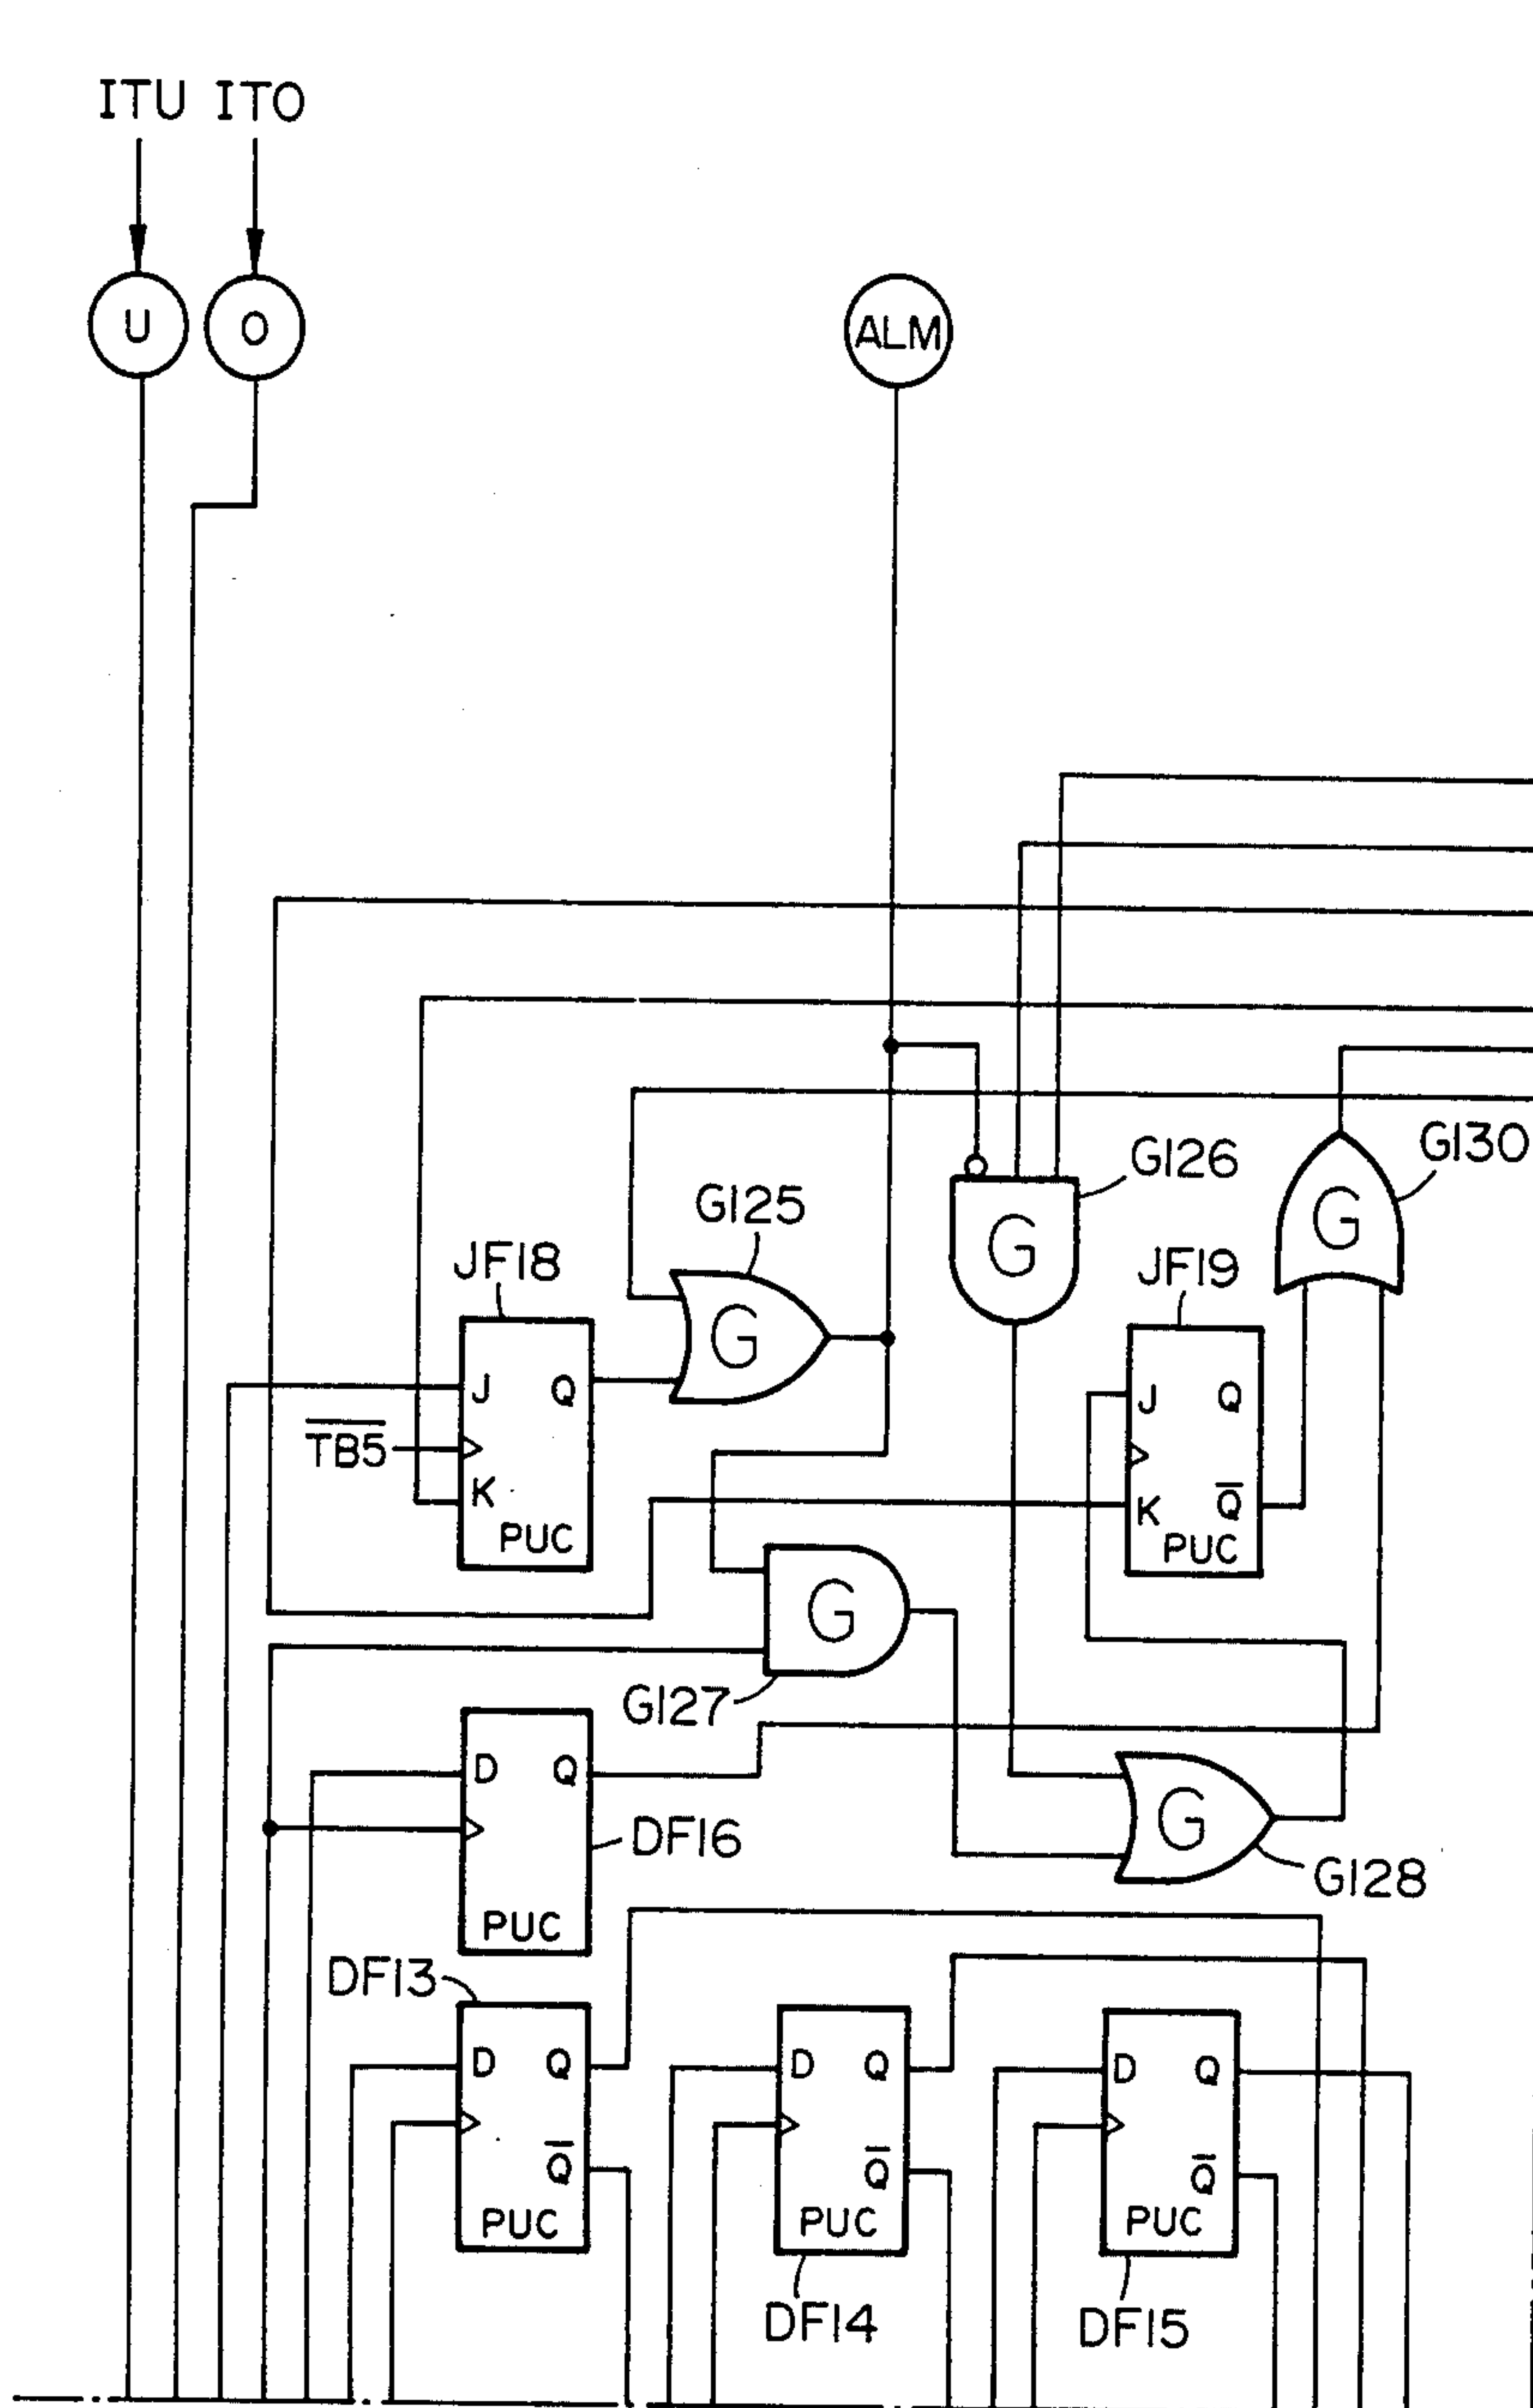 ITU ITO
U O
ALM
G126
G130
G
G125
G
JF18
JF19
G
J Q
J Q
TB5
K
K Q
PUC
PUC
G
G127
D Q
DF16
G
G128
PUC
DF13
D Q
D Q
D Q
Q
Q
Q
PUC
PUC
PUC
DF14
DF15